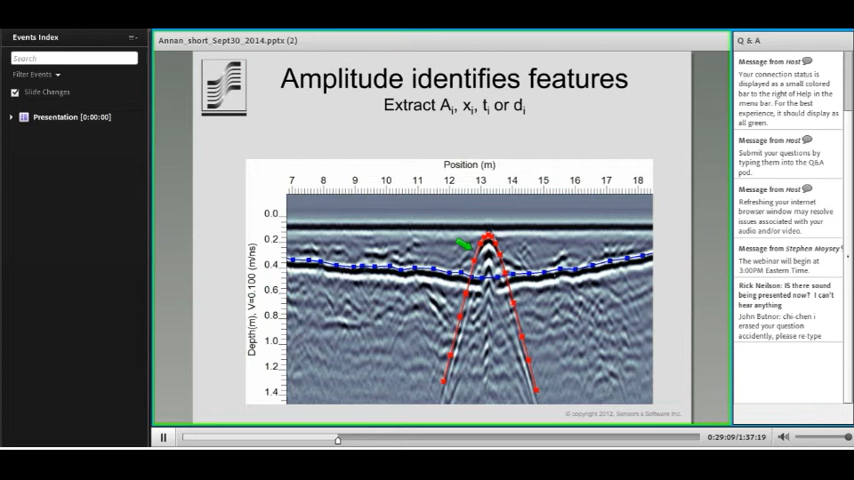 Events Index
Search
Filter Events
Slide Changes
Presentation [0:00:00]
Annan_short_Sept30_2014.pptx (2)
Amplitude identifies features
Extract Ai, xi, ti or di
Position (m)
7 8 9 10 11 12 13 14 15 16 17 18
Depth(m), V=0.100 (m/ns)
0.0
0.2
0.4
0.6
0.8
1.0
1.2
1.4
© copyright 2012, Sensors & Software Inc.
Q & A
Message from Host
Your connection status is
displayed as a small colored
bar to the right of Help in the
menu bar. For the best
experience, it should display as
all green.
Message from Host
Submit your questions by
typing them into the Q&A
pod.
Message from Host
Refreshing your internet
browser window may resolve
issues associated with your
audio and/or video.
Message from Stephen Moysey
The webinar will begin at
3:00PM Eastern Time.
Rick Neilson: IS there sound
being presented now? I can't
hear anything
John Butnor: chi-chen i
erased your question
accidently, please re-type
0:29:09/1:37:19